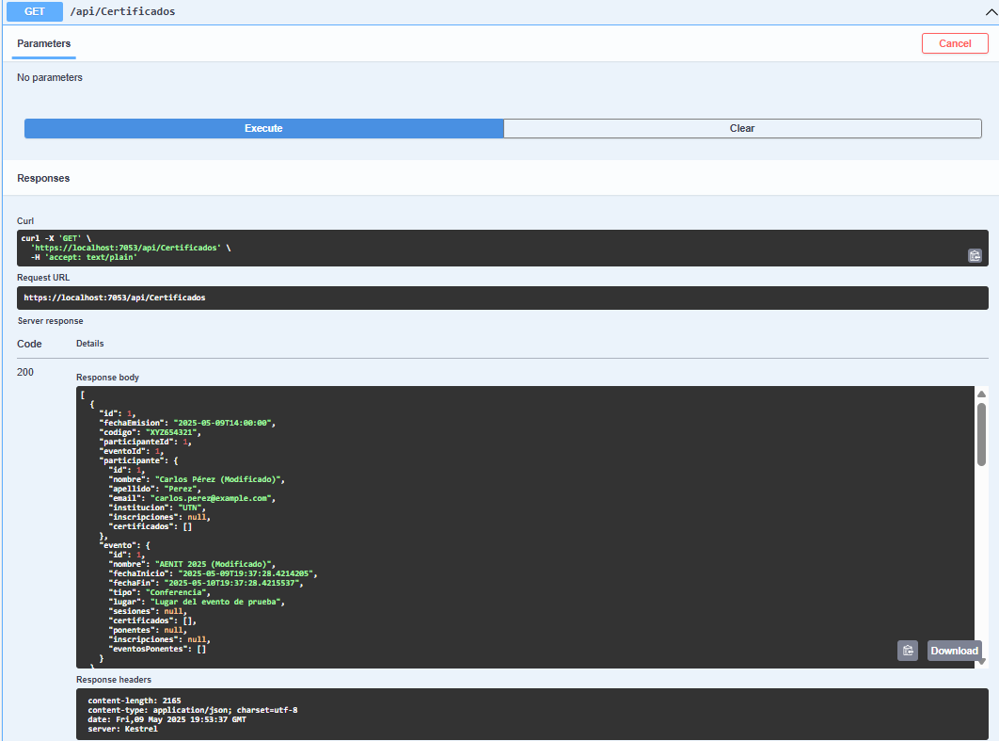 GET /api/Certificados
Parameters
Cancel
No parameters
Execute
Clear
Responses
Curl
curl -X 'GET' \
  'https://localhost:7053/api/Certificados' \
  -H 'accept: text/plain'
Request URL
https://localhost:7053/api/Certificados
Server response
Code Details
200
Response body
[
  {
    "id": 1,
    "fechaEmision": "2025-05-09T14:00:00",
    "codigo": "XYZ654321",
    "participanteId": 1,
    "eventoId": 1,
    "participante": {
      "id": 1,
      "nombre": "Carlos Pérez (Modificado)",
      "apellido": "Perez",
      "email": "carlos.perez@example.com",
      "institucion": "UTN",
      "inscripciones": null,
      "certificados": []
    },
    "evento": {
      "id": 1,
      "nombre": "AENIT 2025 (Modificado)",
      "fechaInicio": "2025-05-09T19:37:28.4214205",
      "fechaFin": "2025-05-10T19:37:28.4215537",
      "tipo": "Conferencia",
      "lugar": "Lugar del evento de prueba",
      "sesiones": null,
      "certificados": [],
      "ponentes": null,
      "inscripciones": null,
      "eventosPonentes": []
    }
  }
Download
Response headers
content-length: 2165
content-type: application/json; charset=utf-8
date: Fri,09 May 2025 19:53:37 GMT
server: Kestrel